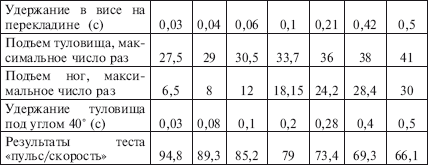 Удержание в висе на перекладине (с) 0,03 0,04 0,06 0,1 0,21 0,42 0,5
Подъем туловища, мак-
симальное число раз 27,5 29 30,5 33,7 36 38 41
Подъем ног, макси-
мальное число раз 6,5 8 12 18,15 24,2 28,4 30
Удержание туловища
под углом 40˚ (с) 0,03 0,08 0,1 0,2 0,28 0,4 0,5
Результаты теста
«пульс/скорость» 94,8 89,3 85,2 79 73,4 69,3 66,1